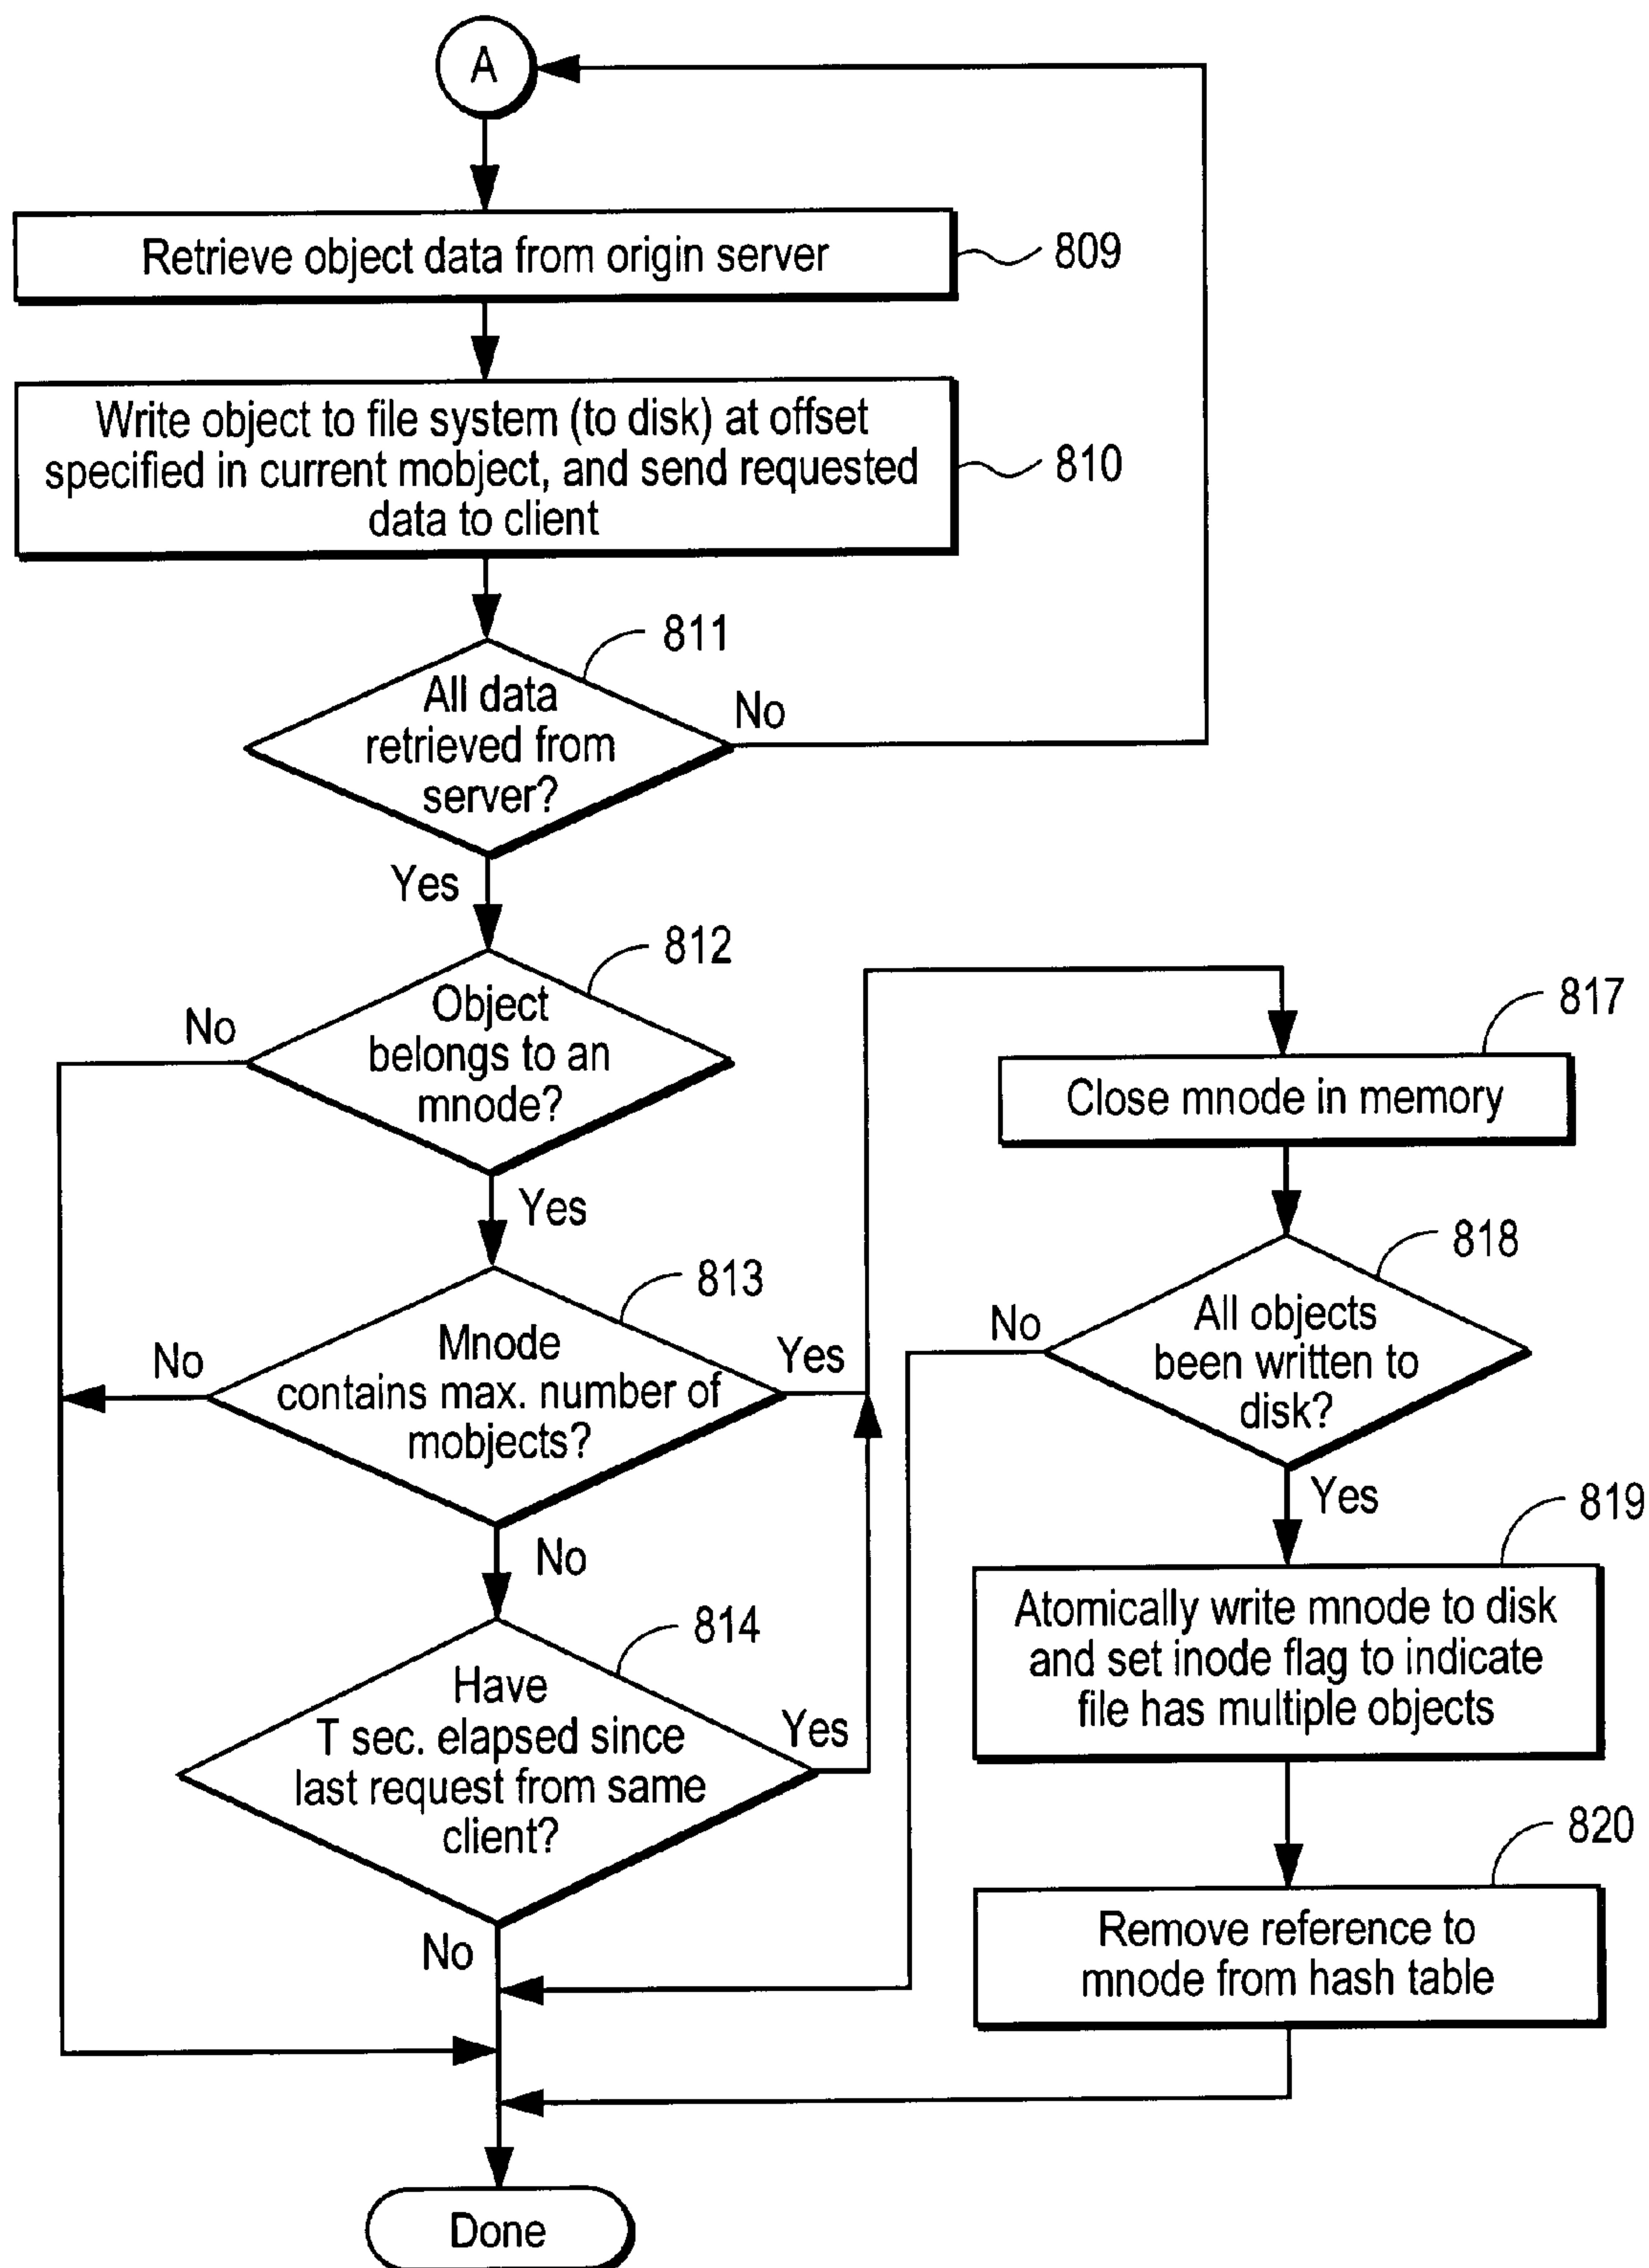 A
Retrieve object data from origin server
809
Write object to file system (to disk) at offset
specified in current mobject, and send requested
data to client
810
811
All data
retrieved from
server?
No
Yes
812
Object
belongs to an
mnode?
No
Yes
813
Mnode
contains max. number of
mobjects?
No
Yes
No
814
Have
T sec. elapsed since
last request from same
client?
Yes
No
817
Close mnode in memory
818
All objects
been written to
disk?
No
Yes
819
Atomically write mnode to disk
and set inode flag to indicate
file has multiple objects
820
Remove reference to
mnode from hash table
Done